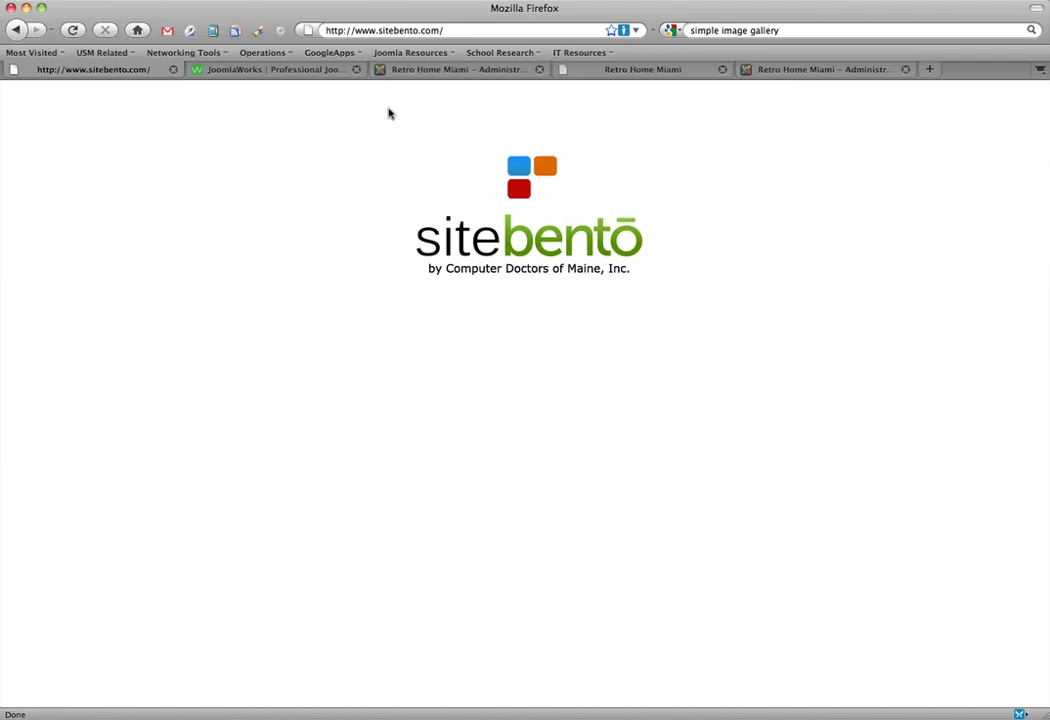 Mozilla Firefox
http://www.sitebento.com/
simple image gallery
Most Visited USM Related Networking Tools Operations GoogleApps Joomla Resources School Research IT Resources
http://www.sitebento.com/ JoomlaWorks | Professional Joo... Retro Home Miami – Administr... Retro Home Miami Retro Home Miami – Administr...
sitebentō
by Computer Doctors of Maine, Inc.
Done